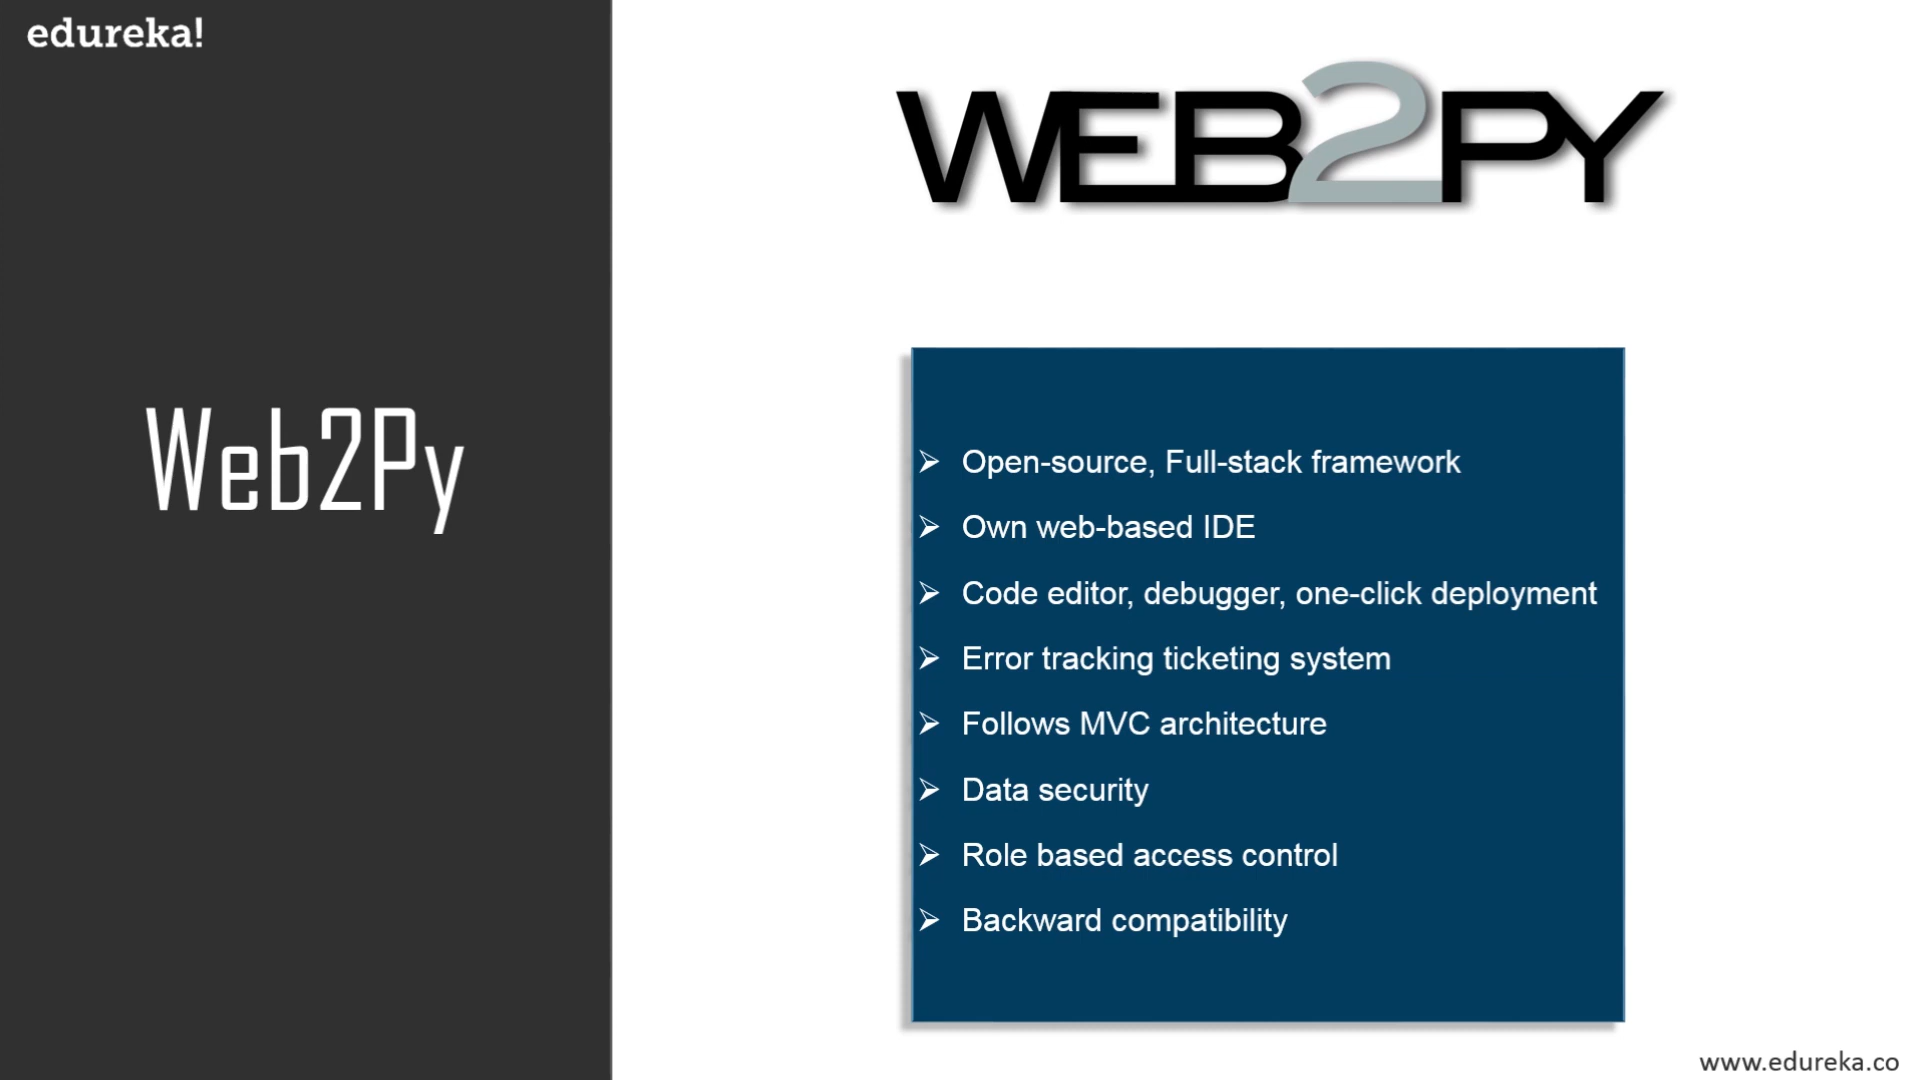 edureka!
WEB2PY
Web2Py
Open-source, Full-stack framework
Own web-based IDE
Code editor, debugger, one-click deployment
Error tracking ticketing system
Follows MVC architecture
Data security
Role based access control
Backward compatibility
www.edureka.co